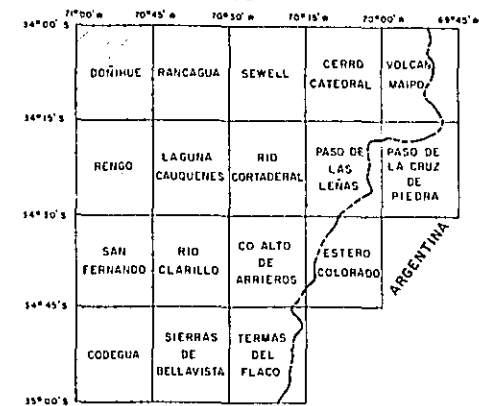 71°00'w 70°45'w 70°30'w 70°15'w 70°00'w 69°45'w
34°00'S
DOÑIHUE RANCAGUA SEWELL CERRO CATEDRAL VOLCAN MAIPO
34°15'S
RENGO LAGUNA CAUQUENES RIO CORTADERAL PASO DE LAS LEÑAS PASO DE LA CRUZ DE PIEDRA
34°30'S
SAN FERNANDO RIO CLARILLO CO ALTO DE ARRIEROS ESTERO COLORADO ARGENTINA
34°45'S
CODEGUA SIERRAS DE BELLAVISTA TERMAS DEL FLACO
35°00'S